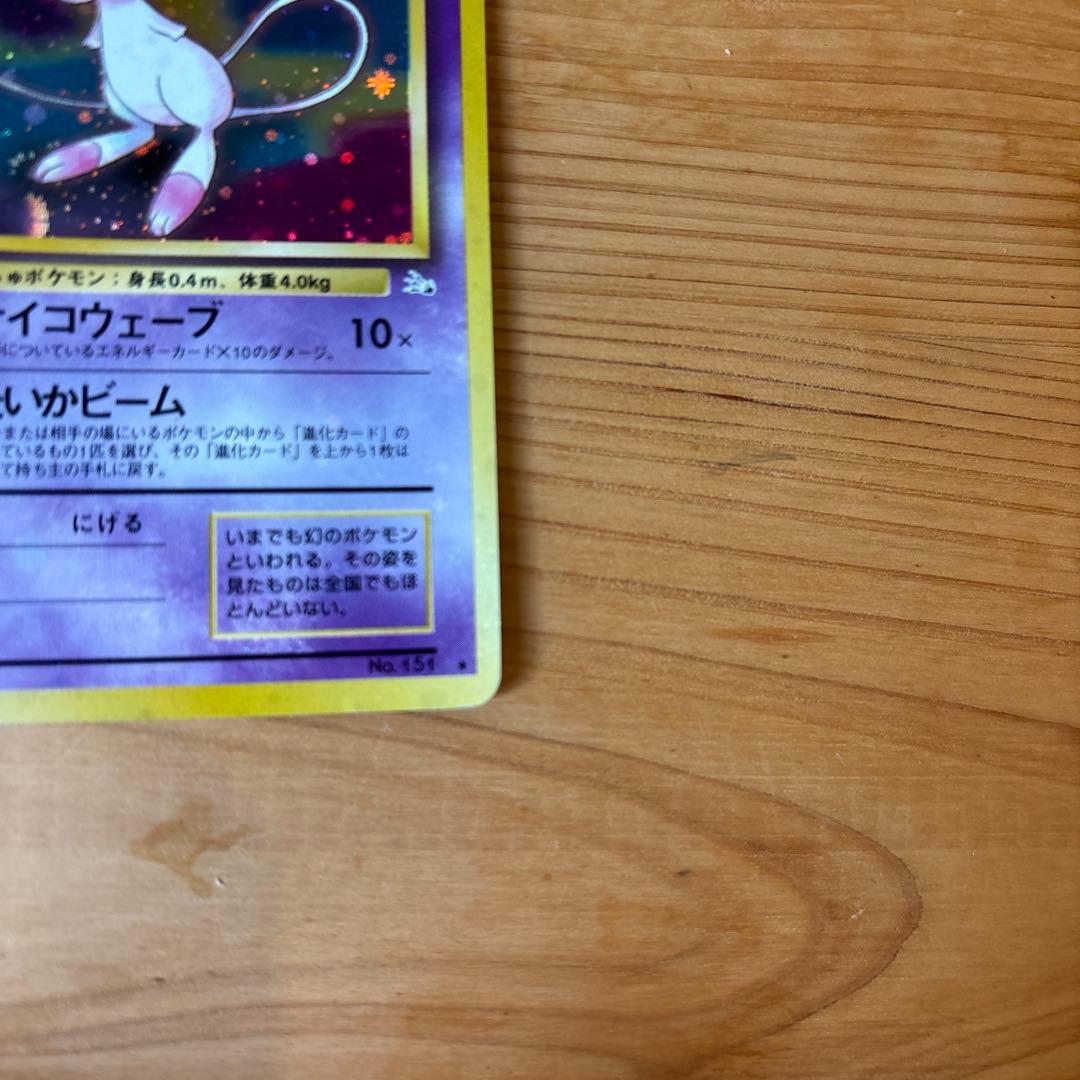 ゅポケモン：身長0.4m、体重4.0kg
イコウェーブ 10×
についているエネルギーカード×10のダメージ。
いかビーム
または相手の場にいるポケモンの中から「進化カード」の
ているもの1匹を選び、その「進化カード」を上から1枚は
て持ち主の手札に戻す。
にげる
いまでも幻のポケモン
といわれる。その姿を
見たものは全国でもほ
とんどいない。
No. 151 ★